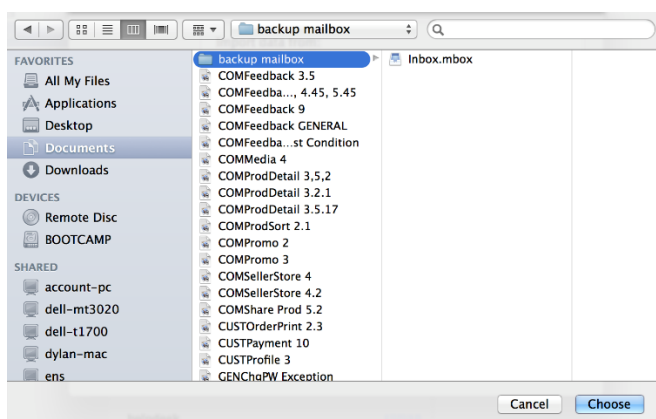 backup mailbox
FAVORITES
All My Files
Applications
Desktop
Documents
Downloads
DEVICES
Remote Disc
BOOTCAMP
SHARED
account-pc
dell-mt3020
dell-t1700
dylan-mac
ens
backup mailbox
COMFeedback 3.5
COMFeedba..., 4.45, 5.45
COMFeedback 9
COMFeedback GENERAL
COMFeedba...st Condition
COMMedia 4
COMProdDetail 3,5,2
COMProdDetail 3.2.1
COMProdDetail 3.5.17
COMProdSort 2.1
COMPromo 2
COMPromo 3
COMSellerStore 4
COMSellerStore 4.2
COMShare Prod 5.2
CUSTOrderPrint 2.3
CUSTPayment 10
CUSTProfile 3
GENChgPW Exception
Inbox.mbox
Cancel
Choose